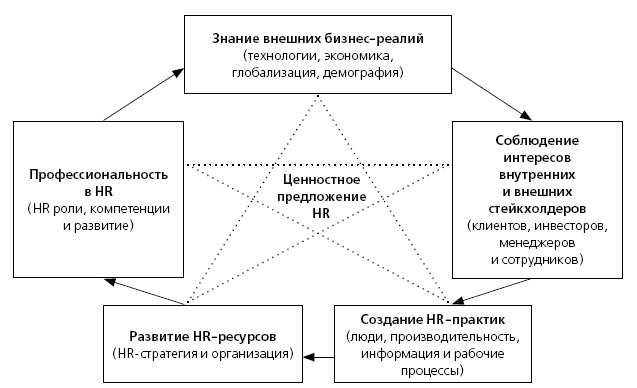 Знание внешних бизнес–реалий
(технологии, экономика,
глобализация, демография)
Профессиональность
в HR
(HR роли, компетенции
и развитие)
Ценностное
предложение
HR
Соблюдение
интересов
внутренних
и внешних
стейкхолдеров
(клиентов, инвесторов,
менеджеров
и сотрудников)
Развитие HR–ресурсов
(HR-стратегия и организация)
Создание HR–практик
(люди, производительность,
информация и рабочие
процессы)